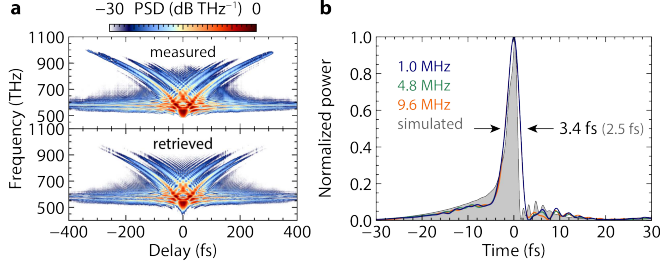 a
−30 PSD (dB THz⁻¹) 0
1100
1000
900
800
700
600
500
measured
1100
1000
900
800
700
600
500
retrieved
Frequency (THz)
−400 −200 0 200 400
Delay (fs)
b
1.0
0.8
0.6
0.4
0.2
0.0
Normalized power
1.0 MHz
4.8 MHz
9.6 MHz
simulated
3.4 fs (2.5 fs)
−30 −20 −10 0 10 20 30
Time (fs)